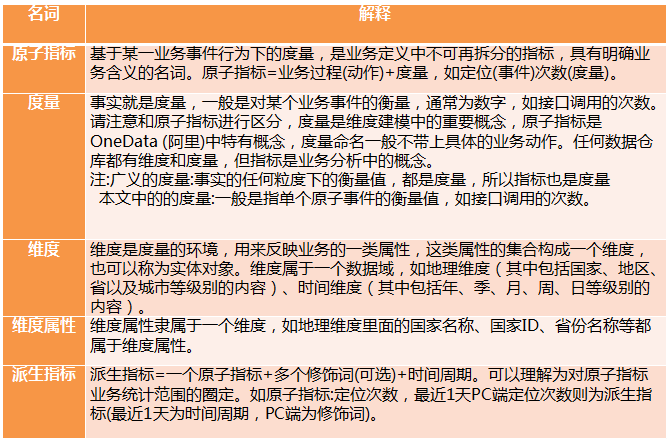 名词 解释
原子指标 基于某一业务事件行为下的度量，是业务定义中不可再拆分的指标，具有明确业
务含义的名词。原子指标=业务过程(动作)+度量，如定位(事件)次数(度量)。
度量 事实就是度量，一般是对某个业务事件的衡量，通常为数字，如接口调用的次数。
请注意和原子指标进行区分，度量是维度建模中的重要概念，原子指标是
OneData (阿里)中特有概念，度量命名一般不带上具体的业务动作。任何数据仓
库都有维度和度量，但指标是业务分析中的概念。
注:广义的度量:事实的任何粒度下的衡量值，都是度量，所以指标也是度量
本文中的的度量:一般是指单个原子事件的衡量值，如接口调用的次数。
维度 维度是度量的环境，用来反映业务的一类属性，这类属性的集合构成一个维度，
也可以称为实体对象。维度属于一个数据域，如地理维度（其中包括国家、地区、
省以及城市等级别的内容）、时间维度（其中包括年、季、月、周、日等级别的
内容）。
维度属性 维度属性隶属于一个维度，如地理维度里面的国家名称、国家ID、省份名称等都
属于维度属性。
派生指标 派生指标=一个原子指标+多个修饰词(可选)+时间周期。可以理解为对原子指标
业务统计范围的圈定。如原子指标:定位次数，最近1天PC端定位次数则为派生指
标(最近1天为时间周期，PC端为修饰词)。